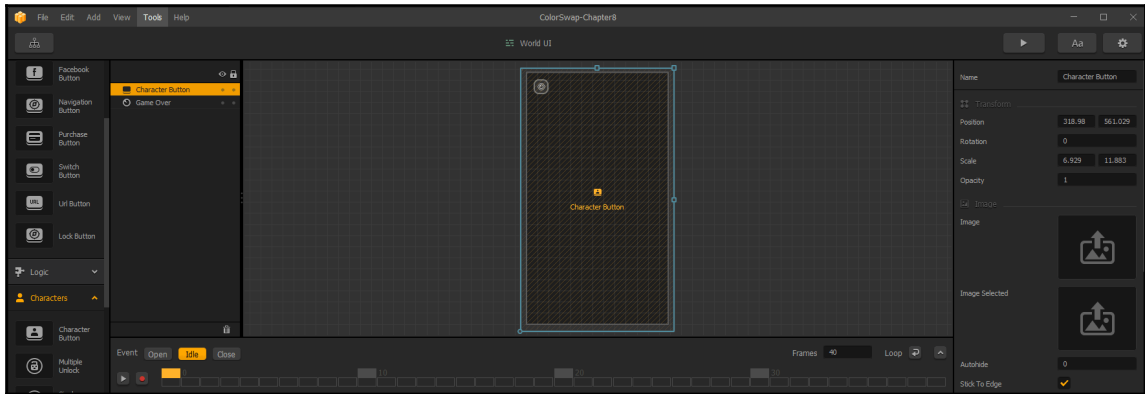 File Edit Add View Tools Help
ColorSwap-Chapter8
World UI
Aa
Facebook
Button
Navigation
Button
Purchase
Button
Switch
Button
URL
Url Button
Lock Button
Logic
Characters
Character
Button
Multiple
Unlock
Character Button
Game Over
Character Button
Event Open Idle Close
Frames 40 Loop
0 10 20 30
Name Character Button
Transform
Position 318.98 561.029
Rotation 0
Scale 6.929 11.883
Opacity 1
Image
Image
Image Selected
Autohide 0
Stick To Edge